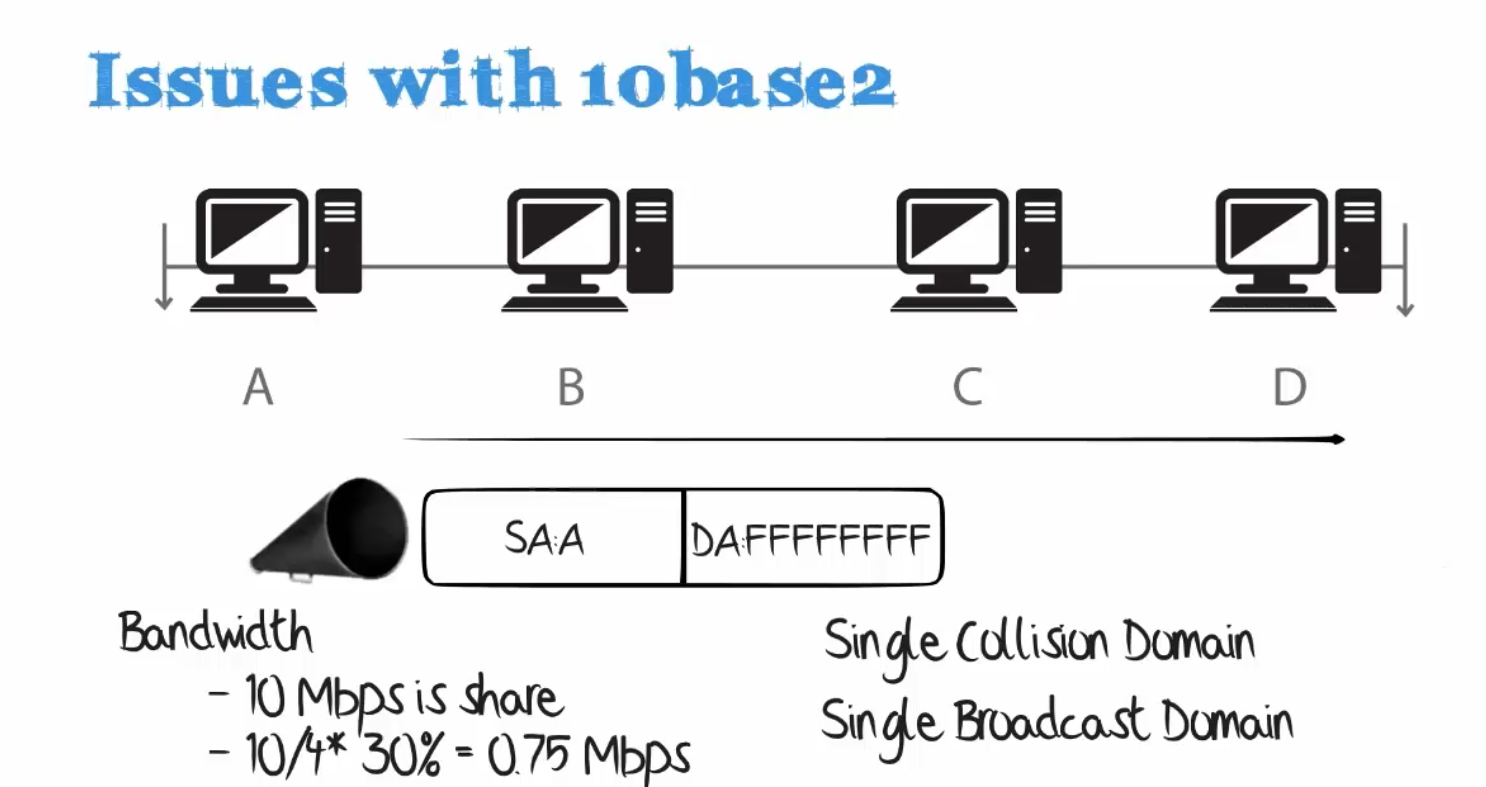 Issues with 10base2
A B C D
SA:A DA:FFFFFFFF
Bandwidth
- 10 Mbps is share
- 10/4* 30% = 0.75 Mbps
Single Collision Domain
Single Broadcast Domain